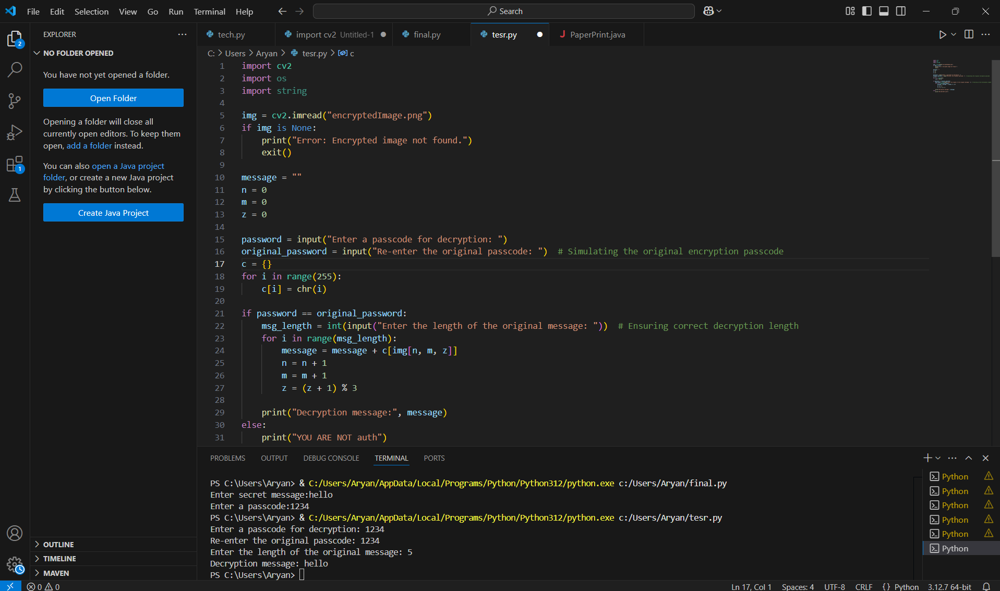 File Edit Selection View Go Run Terminal Help
Search
EXPLORER
NO FOLDER OPENED
You have not yet opened a folder.
Open Folder
Opening a folder will close all
currently open editors. To keep them
open, add a folder instead.
You can also open a Java project
folder, or create a new Java project
by clicking the button below.
Create Java Project
OUTLINE
TIMELINE
MAVEN
2
1
tech.py
import cv2 Untitled-1
final.py
tesr.py
J PaperPrint.java
C: > Users > Aryan > tesr.py > c
1 import cv2
2 import os
3 import string
4
5 img = cv2.imread("encryptedImage.png")
6 if img is None:
7     print("Error: Encrypted image not found.")
8     exit()
9
10 message = ""
11 n = 0
12 m = 0
13 z = 0
14
15 password = input("Enter a passcode for decryption: ")
16 original_password = input("Re-enter the original passcode: ")  # Simulating the original encryption passcode
17 c = {}
18 for i in range(255):
19     c[i] = chr(i)
20
21 if password == original_password:
22     msg_length = int(input("Enter the length of the original message: "))  # Ensuring correct decryption length
23     for i in range(msg_length):
24         message = message + c[img[n, m, z]]
25         n = n + 1
26         m = m + 1
27         z = (z + 1) % 3
28
29     print("Decryption message:", message)
30 else:
31     print("YOU ARE NOT auth")
PROBLEMS OUTPUT DEBUG CONSOLE TERMINAL PORTS
PS C:\Users\Aryan> & C:/Users/Aryan/AppData/Local/Programs/Python/Python312/python.exe c:/Users/Aryan/final.py
Enter secret message:hello
Enter a passcode:1234
PS C:\Users\Aryan> & C:/Users/Aryan/AppData/Local/Programs/Python/Python312/python.exe c:/Users/Aryan/tesr.py
Enter a passcode for decryption: 1234
Re-enter the original passcode: 1234
Enter the length of the original message: 5
Decryption message: hello
PS C:\Users\Aryan>
Python
Python
Python
Python
Python
Python
0 0
Ln 17, Col 1 Spaces: 4 UTF-8 CRLF {} Python 3.12.7 64-bit